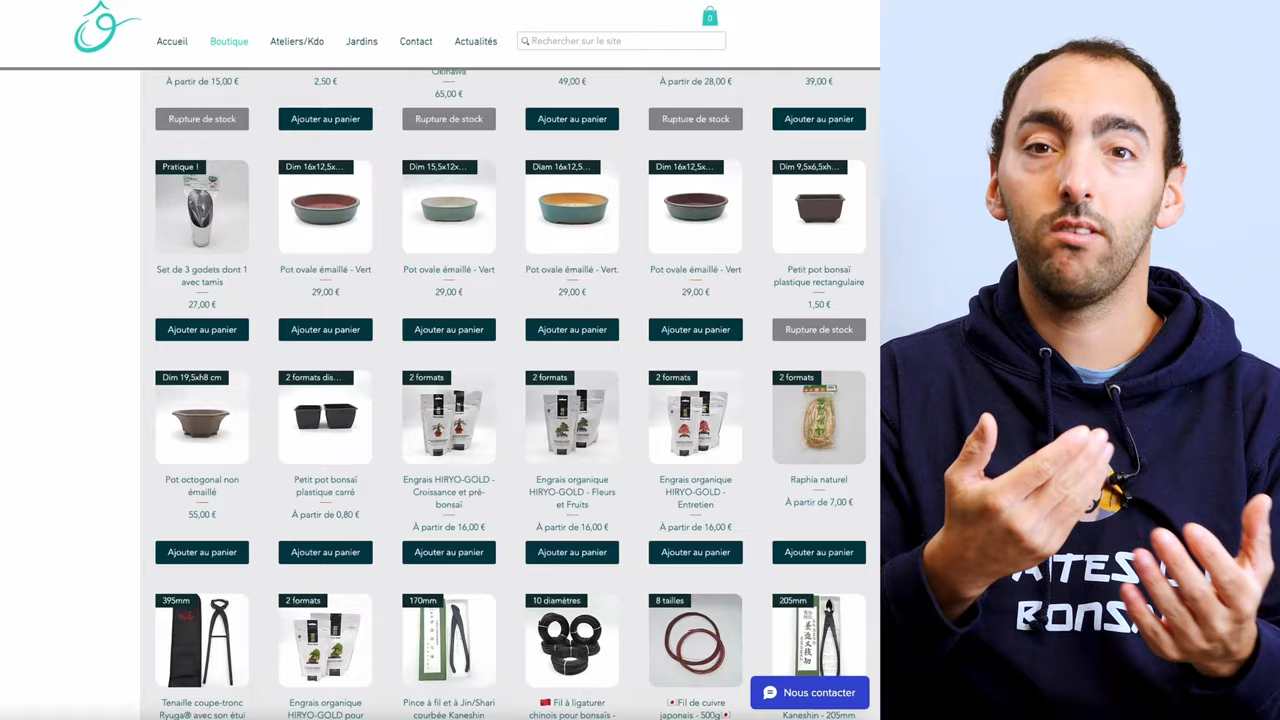 0
Accueil Boutique Ateliers/Kdo Jardins Contact Actualités Rechercher sur le site
Okinawa
À partir de 15,00 € 2,50 € 49,00 € À partir de 28,00 € 39,00 €
65,00 €
Rupture de stock Ajouter au panier Rupture de stock Ajouter au panier Rupture de stock Ajouter au panier
Pratique ! Dim 16x12,5x... Dim 15,5x12x... Diam 16x12,5... Dim 16x12,5x... Dim 9,5x6,5xh...
Set de 3 godets dont 1 Pot ovale émaillé - Vert Pot ovale émaillé - Vert Pot ovale émaillé - Vert. Pot ovale émaillé - Vert Petit pot bonsaï
avec tamis plastique rectangulaire
29,00 € 29,00 € 29,00 € 29,00 €
27,00 € 1,50 €
Ajouter au panier Ajouter au panier Ajouter au panier Ajouter au panier Ajouter au panier Rupture de stock
Dim 19,5xh8 cm 2 formats dis... 2 formats 2 formats 2 formats 2 formats
Pot octogonal non Petit pot bonsaï Engrais HIRYO-GOLD - Engrais organique Engrais organique Raphia naturel
émaillé plastique carré Croissance et pré- HIRYO-GOLD - Fleurs HIRYO-GOLD -
bonsaï et Fruits Entretien
À partir de 7,00 €
55,00 € À partir de 0,80 €
À partir de 16,00 € À partir de 16,00 € À partir de 16,00 €
Ajouter au panier Ajouter au panier Ajouter au panier Ajouter au panier Ajouter au panier Ajouter au panier
395mm 2 formats 170mm 10 diamètres 8 tailles 205mm
Tenaille coupe-tronc Engrais organique Pince à fil et à Jin/Shari Fil à ligaturer Fil de cuivre
Ryuga® avec son étui HIRYO-GOLD pour courbée Kaneshin chinois pour bonsaïs - japonais - 500g Kaneshin - 205mm
Nous contacter
BONSA